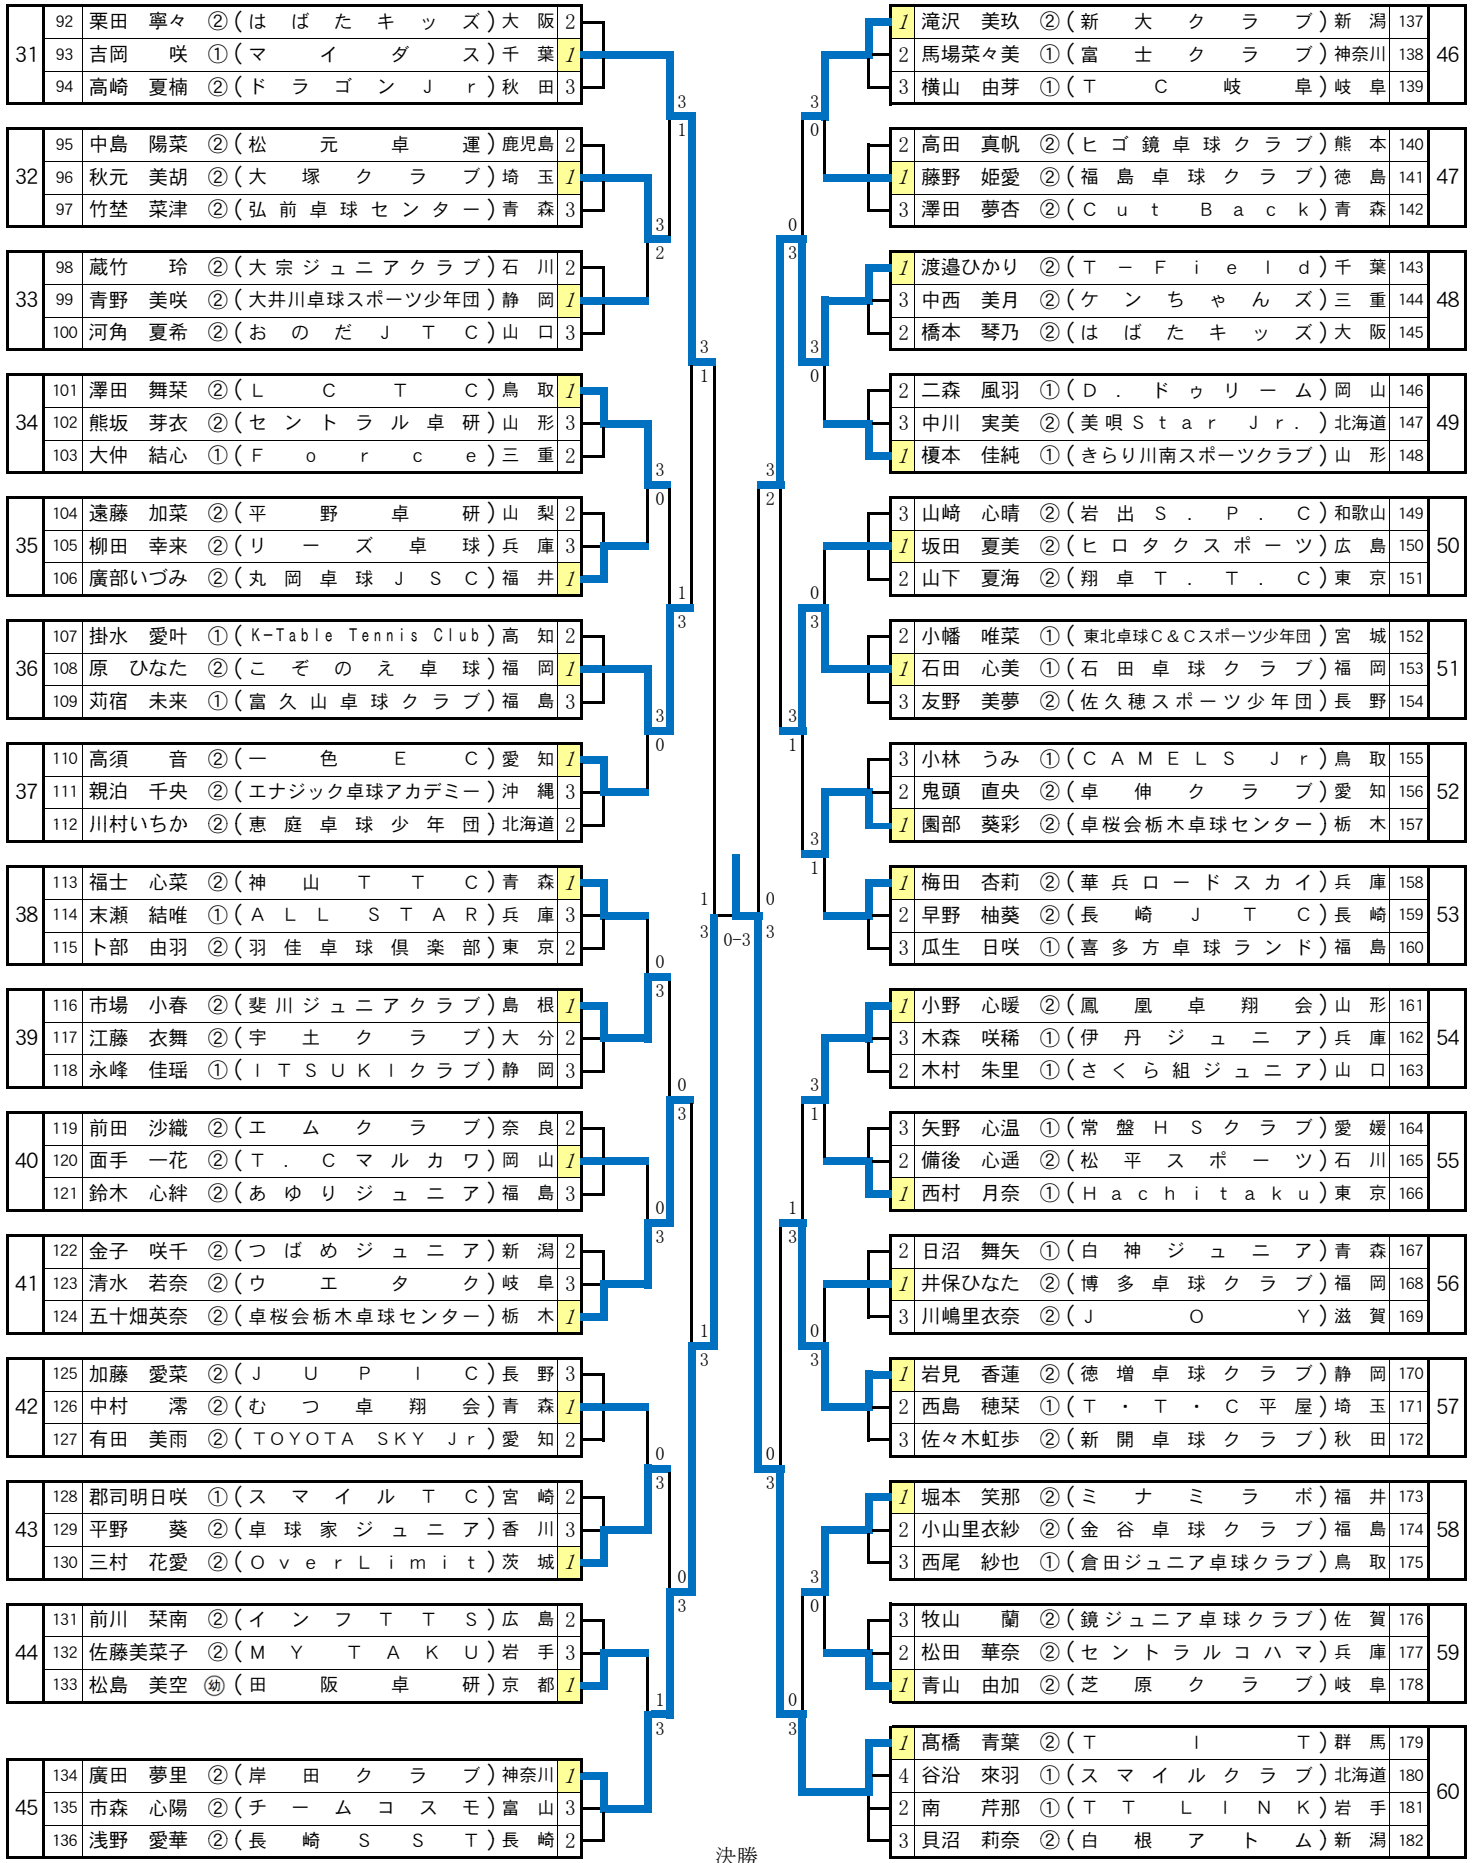 31
92 栗田 寧々 ② (はばたキッズ) 大阪 2
93 吉岡 咲 ① (マイダス) 千葉 1
94 高崎 夏楠 ② (ドラゴンJr) 秋田 3
32
95 中島 陽菜 ② (松元卓運) 鹿児島 2
96 秋元 美胡 ② (大塚クラブ) 埼玉 1
97 竹埜 菜津 ② (弘前卓球センター) 青森 3
33
98 蔵竹 玲 ② (大宗ジュニアクラブ) 石川 2
99 青野 美咲 ② (大井川卓球スポーツ少年団) 静岡 1
100 河角 夏希 ② (おのだJTC) 山口 3
34
101 澤田 舞栞 ② (LCTC) 鳥取 1
102 熊坂 芽衣 ② (セントラル卓研) 山形 3
103 大仲 結心 ① (Force) 三重 2
35
104 遠藤 加菜 ② (平野卓研) 山梨 2
105 柳田 幸来 ② (リーズ卓球) 兵庫 3
106 廣部いづみ ② (丸岡卓球JSC) 福井 1
36
107 掛水 愛叶 ① (K-Table Tennis Club) 高知 2
108 原 ひなた ② (こぞのえ卓球) 福岡 1
109 苅宿 未来 ① (富久山卓球クラブ) 福島 3
37
110 高須 音 ② (一色EC) 愛知 1
111 親泊 千央 ② (エナジック卓球アカデミー) 沖縄 3
112 川村いちか ② (恵庭卓球少年団) 北海道 2
38
113 福士 心菜 ② (神山TTC) 青森 1
114 末瀬 結唯 ① (ALL STAR) 兵庫 3
115 卜部 由羽 ② (羽佳卓球倶楽部) 東京 2
39
116 市場 小春 ② (斐川ジュニアクラブ) 島根 1
117 江藤 衣舞 ② (宇土クラブ) 大分 2
118 永峰 佳瑶 ① (ITSUKIクラブ) 静岡 3
40
119 前田 沙織 ② (エムクラブ) 奈良 2
120 面手 一花 ② (T.Cマルカワ) 岡山 1
121 鈴木 心絆 ② (あゆりジュニア) 福島 3
41
122 金子 咲千 ② (つばめジュニア) 新潟 2
123 清水 若奈 ② (ウエタク) 岐阜 3
124 五十畑英奈 ② (卓桜会栃木卓球センター) 栃木 1
42
125 加藤 愛菜 ② (JUPIC) 長野 3
126 中村 澪 ② (むつ卓翔会) 青森 1
127 有田 美雨 ② (TOYOTA SKY Jr) 愛知 2
43
128 郡司明日咲 ① (スマイルTC) 宮崎 2
129 平野 葵 ② (卓球家ジュニア) 香川 3
130 三村 花愛 ② (OverLimit) 茨城 1
44
131 前川 栞南 ② (インフTTS) 広島 2
132 佐藤美菜子 ② (MY TAKU) 岩手 3
133 松島 美空 ㊗幼 (田阪卓研) 京都 1
45
134 廣田 夢里 ② (岸田クラブ) 神奈川 1
135 市森 心陽 ② (チームコスモ) 富山 3
136 浅野 愛華 ② (長崎SST) 長崎 2
3
1
3
2
3
1
3
0
1
3
3
0
1
3
0
3
0
3
0
3
1
3
0
3
0
3
1
3
0-3
決勝
3
0
0
3
3
0
3
2
0
3
3
1
3
1
0
3
3
1
1
3
0
3
0
3
3
0
0
3
46
1 滝沢 美玖 ② (新大クラブ) 新潟 137
2 馬場菜々美 ① (富士クラブ) 神奈川 138
3 横山 由芽 ① (TC岐阜) 岐阜 139
47
2 高田 真帆 ② (ヒゴ鏡卓球クラブ) 熊本 140
1 藤野 姫愛 ② (福島卓球クラブ) 徳島 141
3 澤田 夢杏 ② (Cut Back) 青森 142
48
1 渡邉ひかり ② (T-Field) 千葉 143
3 中西 美月 ② (ケンちゃんズ) 三重 144
2 橋本 琴乃 ② (はばたキッズ) 大阪 145
49
2 二森 風羽 ① (D.ドゥリーム) 岡山 146
3 中川 実美 ② (美唄Star Jr.) 北海道 147
1 榎本 佳純 ① (きらり川南スポーツクラブ) 山形 148
50
3 山﨑 心晴 ② (岩出S.P.C) 和歌山 149
1 坂田 夏美 ② (ヒロタクスポーツ) 広島 150
2 山下 夏海 ② (翔卓T.T.C) 東京 151
51
2 小幡 唯菜 ① (東北卓球C&Cスポーツ少年団) 宮城 152
1 石田 心美 ① (石田卓球クラブ) 福岡 153
3 友野 美夢 ② (佐久穂スポーツ少年団) 長野 154
52
3 小林 うみ ① (CAMELS Jr) 鳥取 155
2 鬼頭 直央 ② (卓伸クラブ) 愛知 156
1 園部 葵彩 ② (卓桜会栃木卓球センター) 栃木 157
53
1 梅田 杏莉 ② (華兵ロードスカイ) 兵庫 158
2 早野 柚葵 ② (長崎JTC) 長崎 159
3 瓜生 日咲 ① (喜多方卓球ランド) 福島 160
54
1 小野 心暖 ② (鳳凰卓翔会) 山形 161
3 木森 咲稀 ① (伊丹ジュニア) 兵庫 162
2 木村 朱里 ① (さくら組ジュニア) 山口 163
55
3 矢野 心温 ① (常盤HSクラブ) 愛媛 164
2 備後 心遥 ② (松平スポーツ) 石川 165
1 西村 月奈 ① (Hachitaku) 東京 166
56
2 日沼 舞矢 ① (白神ジュニア) 青森 167
1 井保ひなた ② (博多卓球クラブ) 福岡 168
3 川嶋里衣奈 ② (JOY) 滋賀 169
57
1 岩見 香蓮 ② (徳増卓球クラブ) 静岡 170
2 西島 穂栞 ① (T・T・C平屋) 埼玉 171
3 佐々木虹歩 ② (新開卓球クラブ) 秋田 172
58
1 堀本 笑那 ② (ミナミラボ) 福井 173
2 小山里衣紗 ② (金谷卓球クラブ) 福島 174
3 西尾 紗也 ① (倉田ジュニア卓球クラブ) 鳥取 175
59
3 牧山 蘭 ② (鏡ジュニア卓球クラブ) 佐賀 176
2 松田 華奈 ② (セントラルコハマ) 兵庫 177
1 青山 由加 ② (芝原クラブ) 岐阜 178
60
1 髙橋 青葉 ② (TIT) 群馬 179
4 谷沿 來羽 ① (スマイルクラブ) 北海道 180
2 南 芹那 ① (TT LINK) 岩手 181
3 貝沼 莉奈 ② (白根アトム) 新潟 182